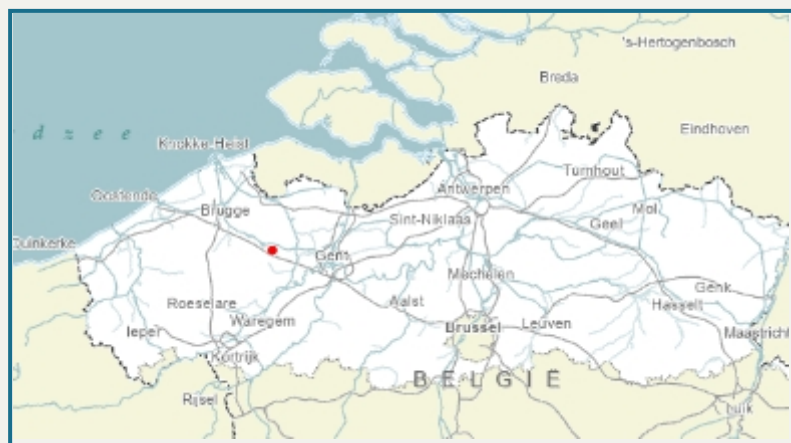 's-Hertogenbosch
Breda
d z e e
Eindhoven
Knokke-Heist
Turnhout
Antwerpen
Oostende
Mol
Brugge
Sint-Niklaas
Geel
Duinkerke
Gent
Mechelen
Genk
Roeselare
Aalst
Hasselt
Ieper
Waregem
Brussel
Leuven
Maastricht
Kortrijk
BELGIË
Rijsel
Luik